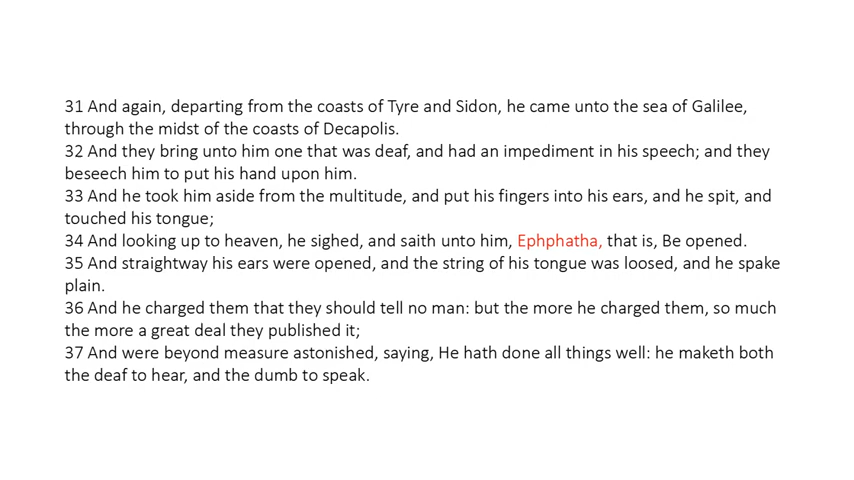 31 And again, departing from the coasts of Tyre and Sidon, he came unto the sea of Galilee,
through the midst of the coasts of Decapolis.
32 And they bring unto him one that was deaf, and had an impediment in his speech; and they
beseech him to put his hand upon him.
33 And he took him aside from the multitude, and put his fingers into his ears, and he spit, and
touched his tongue;
34 And looking up to heaven, he sighed, and saith unto him, Ephphatha, that is, Be opened.
35 And straightway his ears were opened, and the string of his tongue was loosed, and he spake
plain.
36 And he charged them that they should tell no man: but the more he charged them, so much
the more a great deal they published it;
37 And were beyond measure astonished, saying, He hath done all things well: he maketh both
the deaf to hear, and the dumb to speak.